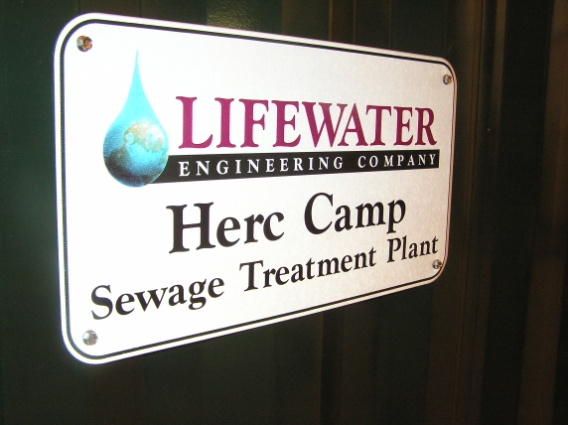 LIFEWATER
ENGINEERING COMPANY
Herc Camp
Sewage Treatment Plant